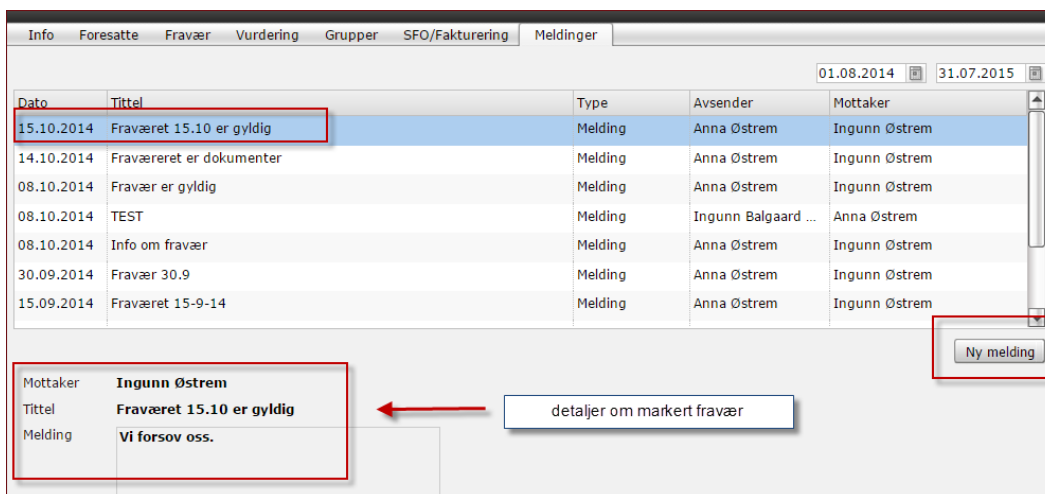 Info Foresatte Fravær Vurdering Grupper SFO/Fakturering Meldinger
01.08.2014 31.07.2015
Dato Tittel Type Avsender Mottaker
15.10.2014 Fraværet 15.10 er gyldig Melding Anna Østrem Ingunn Østrem
14.10.2014 Fraværeret er dokumenter Melding Anna Østrem Ingunn Østrem
08.10.2014 Fravær er gyldig Melding Anna Østrem Ingunn Østrem
08.10.2014 TEST Melding Ingunn Balgaard ... Anna Østrem
08.10.2014 Info om fravær Melding Anna Østrem Ingunn Østrem
30.09.2014 Fravær 30.9 Melding Anna Østrem Ingunn Østrem
15.09.2014 Fraværet 15-9-14 Melding Anna Østrem Ingunn Østrem
Ny melding
Mottaker Ingunn Østrem
Tittel Fraværet 15.10 er gyldig
detaljer om markert fravær
Melding Vi forsov oss.